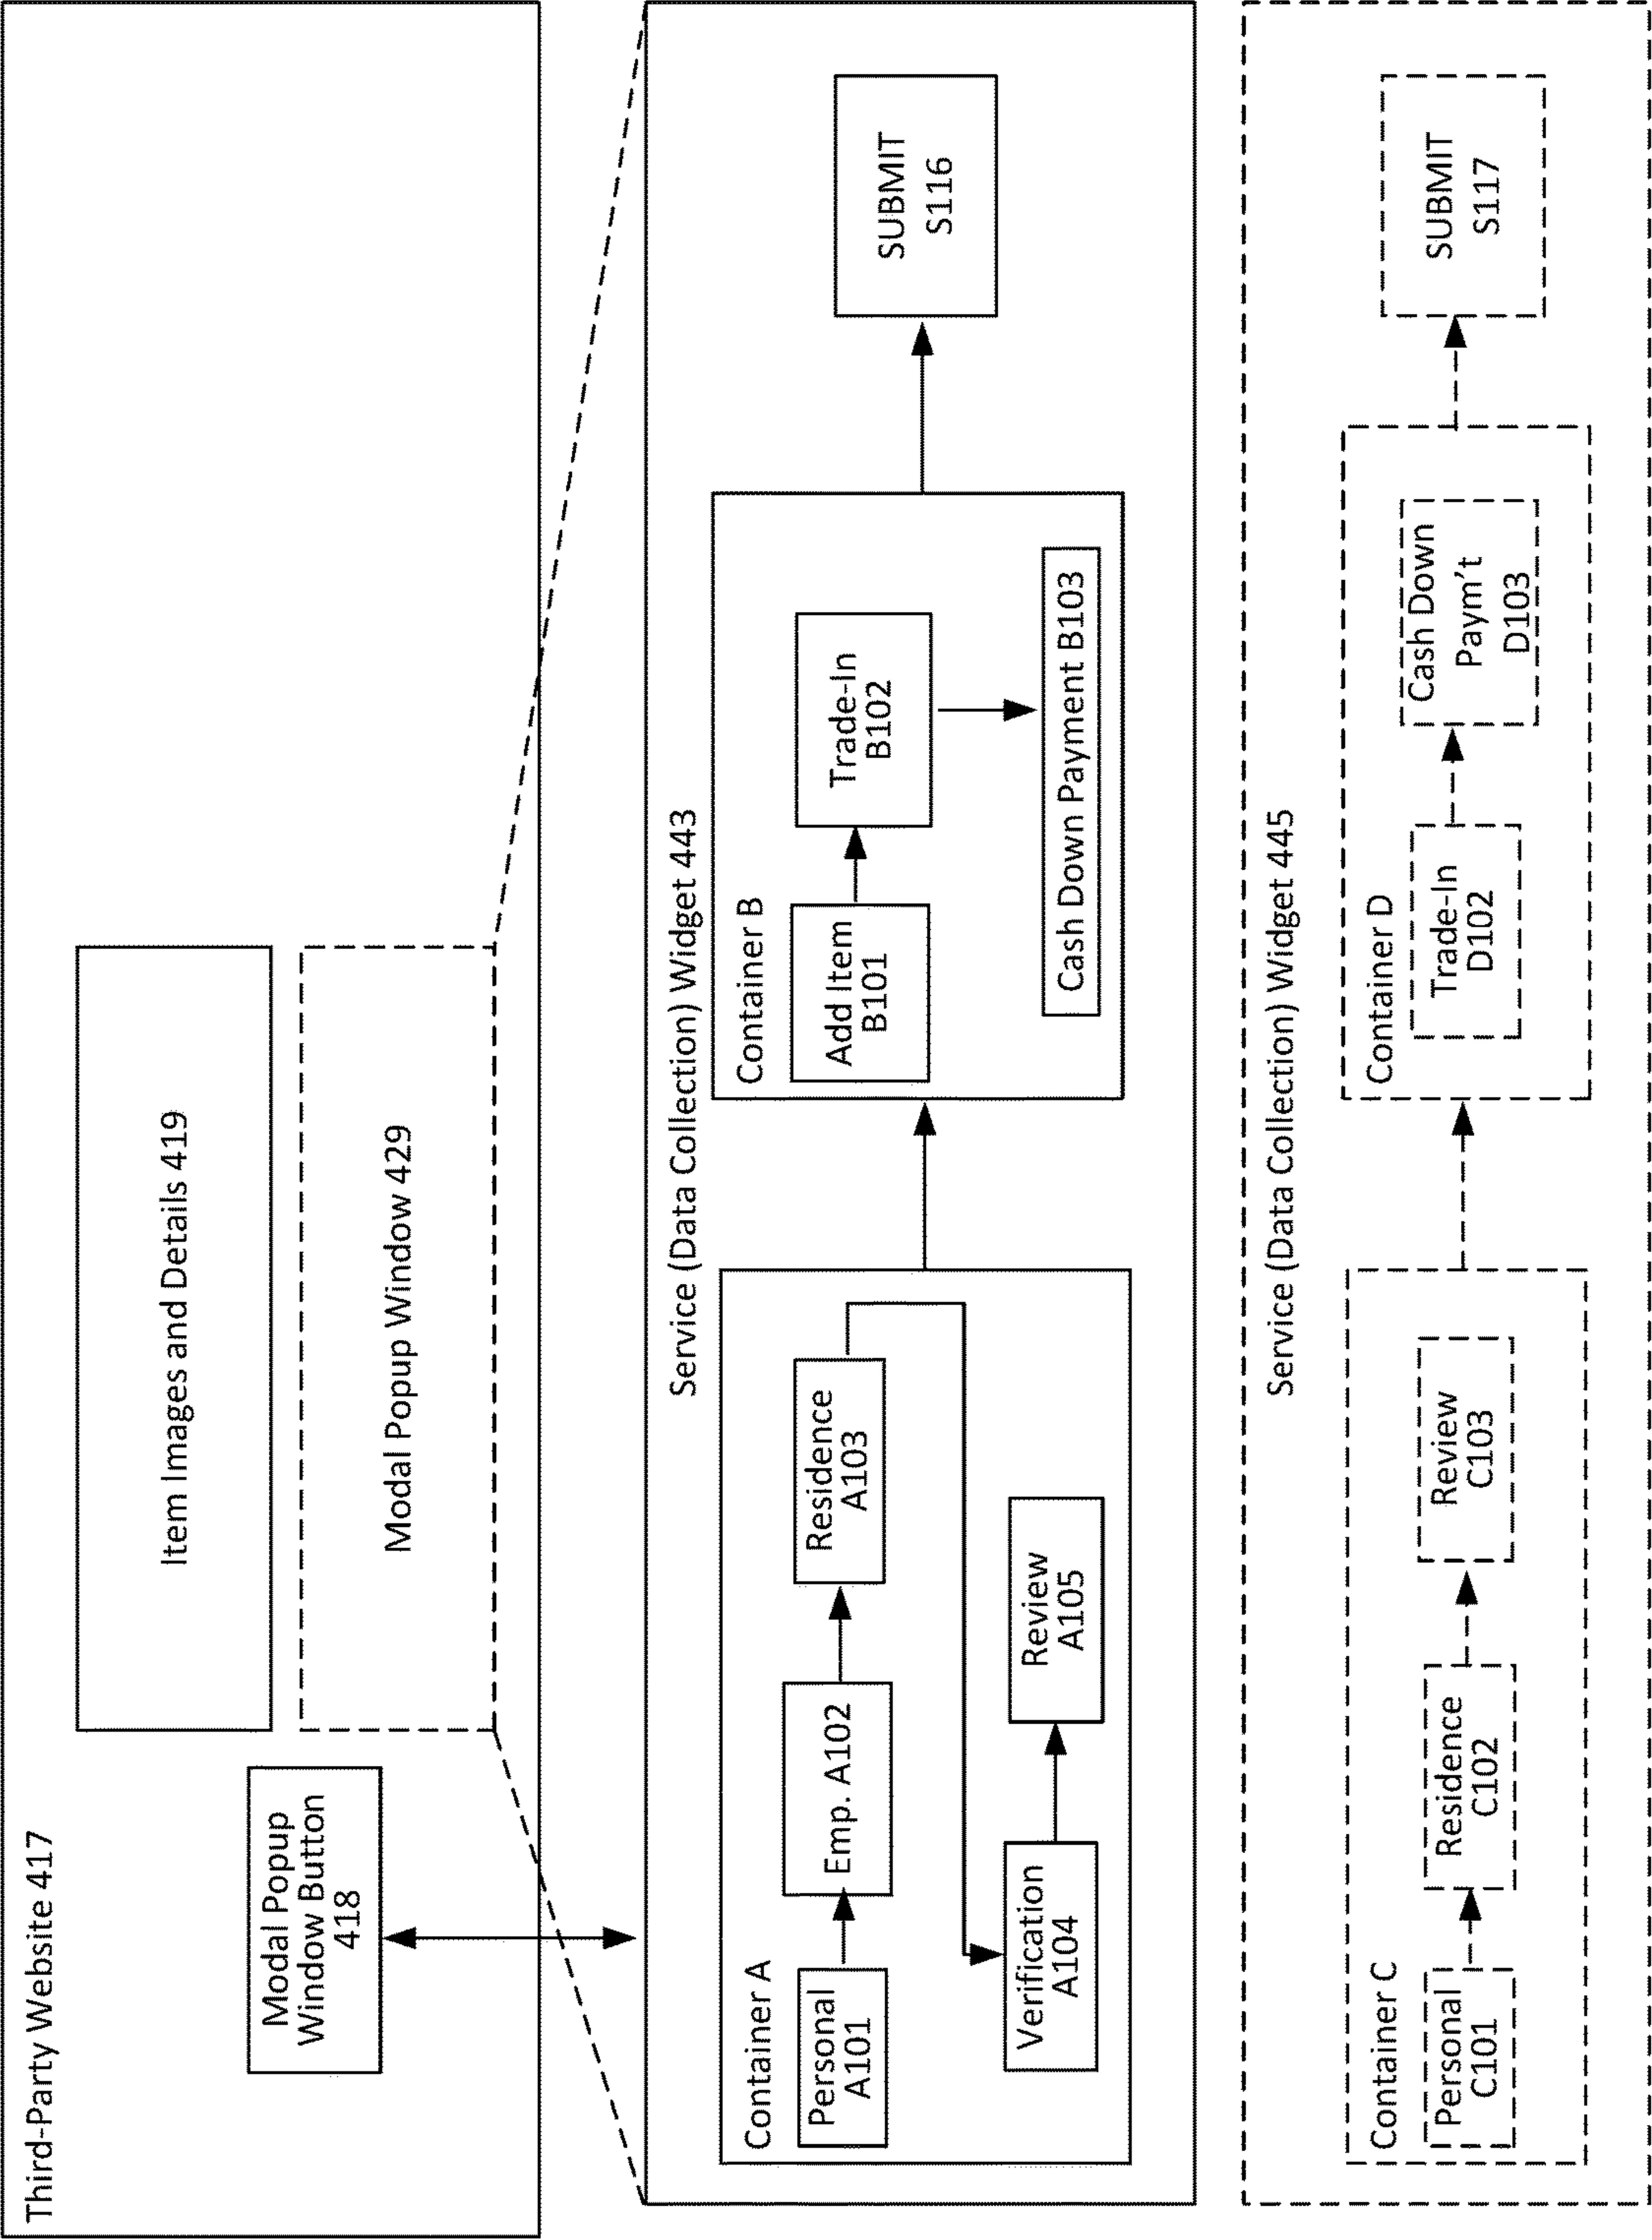 Third-Party Website 417
Item Images and Details 419
Modal Popup
Window Button
418
Modal Popup Window 429
Service (Data Collection) Widget 443
Container A
Personal
A101
Emp. A102
Residence
A103
Verification
A104
Review
A105
Container B
Add Item
B101
Trade-In
B102
Cash Down Payment B103
SUBMIT
S116
Service (Data Collection) Widget 445
Container C
Personal
C101
Residence
C102
Review
C103
Container D
Trade-In
D102
Cash Down
Paym’t
D103
SUBMIT
S117